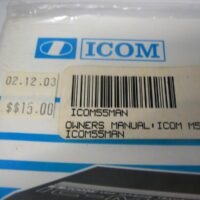 ICOM
02.12.03
$$15.00
ICOM55MAN
OWNERS MANUAL, ICOM M5
ICOM55MAN